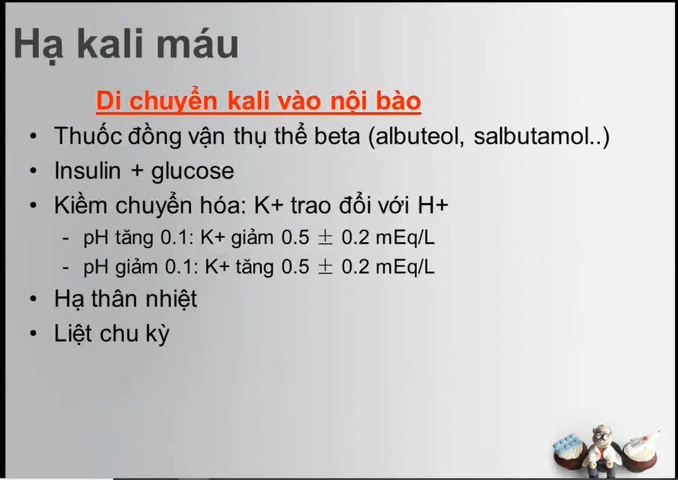 Hạ kali máu
Di chuyển kali vào nội bào
• Thuốc đồng vận thụ thể beta (albuteol, salbutamol..)
• Insulin + glucose
• Kiềm chuyển hóa: K+ trao đổi với H+
- pH tăng 0.1: K+ giảm 0.5 ± 0.2 mEq/L
- pH giảm 0.1: K+ tăng 0.5 ± 0.2 mEq/L
• Hạ thân nhiệt
• Liệt chu kỳ